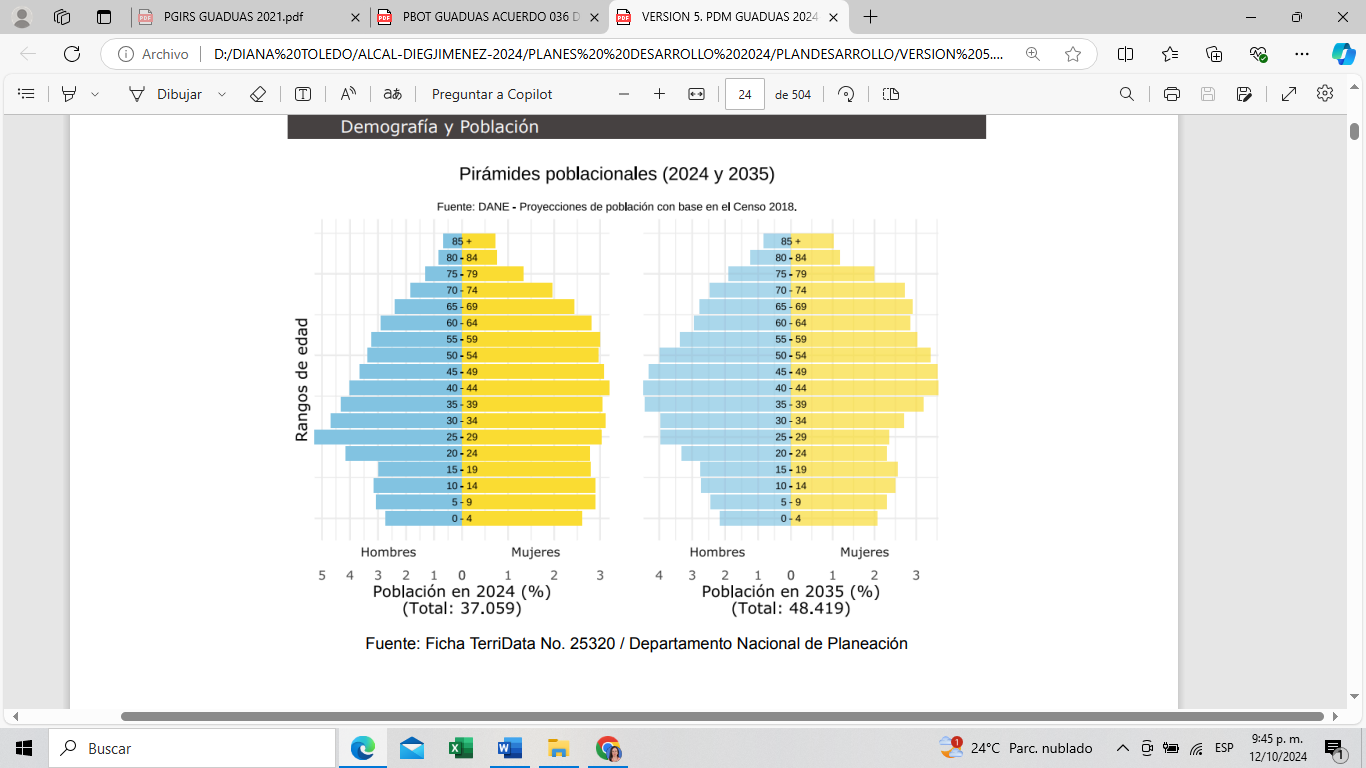 PGIRS GUADUAS 2021.pdf
PBOT GUADUAS ACUERDO 036 D
VERSION 5. PDM GUADUAS 2024
Archivo
D:/DIANA%20TOLEDO/ALCAL-DIEGJIMENEZ-2024/PLANES%20%20DESARROLLO%202024/PLANDESARROLLO/VERSION%205....
Dibujar
aあ
Preguntar a Copilot
24
de 504
Demografía y Población
Pirámides poblacionales (2024 y 2035)
Fuente: DANE - Proyecciones de población con base en el Censo 2018.
Rangos de edad
85 +
80 - 84
75 - 79
70 - 74
65 - 69
60 - 64
55 - 59
50 - 54
45 - 49
40 - 44
35 - 39
30 - 34
25 - 29
20 - 24
15 - 19
10 - 14
5 - 9
0 - 4
Hombres Mujeres
5 4 3 2 1 0 1 2 3
Población en 2024 (%)
(Total: 37.059)
85 +
80 - 84
75 - 79
70 - 74
65 - 69
60 - 64
55 - 59
50 - 54
45 - 49
40 - 44
35 - 39
30 - 34
25 - 29
20 - 24
15 - 19
10 - 14
5 - 9
0 - 4
Hombres Mujeres
4 3 2 1 0 1 2 3
Población en 2035 (%)
(Total: 48.419)
Fuente: Ficha TerriData No. 25320 / Departamento Nacional de Planeación
Buscar
1
24°C Parc. nublado
ESP
9:45 p. m.
12/10/2024
1